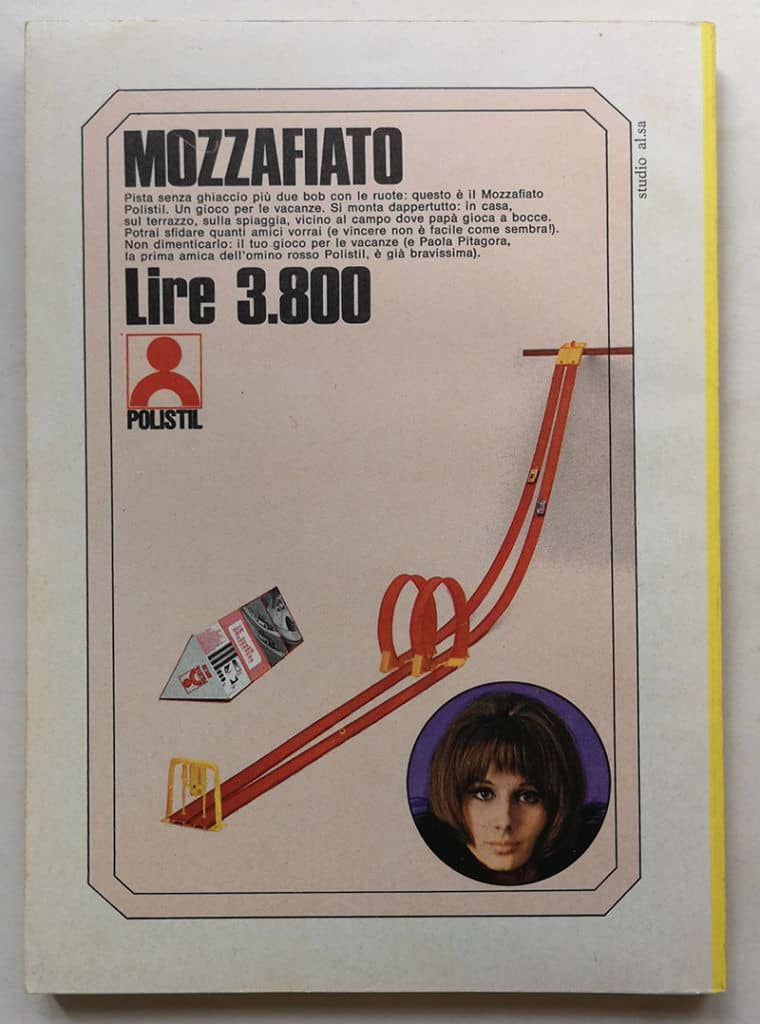 MOZZAFIATO
Pista senza ghiaccio più due bob con le ruote: questo è il Mozzafiato
Polistil. Un gioco per le vacanze. Si monta dappertutto: in casa,
sul terrazzo, sulla spiaggia, vicino al campo dove papà gioca a bocce.
Potrai sfidare quanti amici vorrai (e vincere non è facile come sembra!).
Non dimenticarlo: il tuo gioco per le vacanze (e Paola Pitagora,
la prima amica dell'omino rosso Polistil, è già bravissima).
Lire 3.800
POLISTIL
studio al.sa